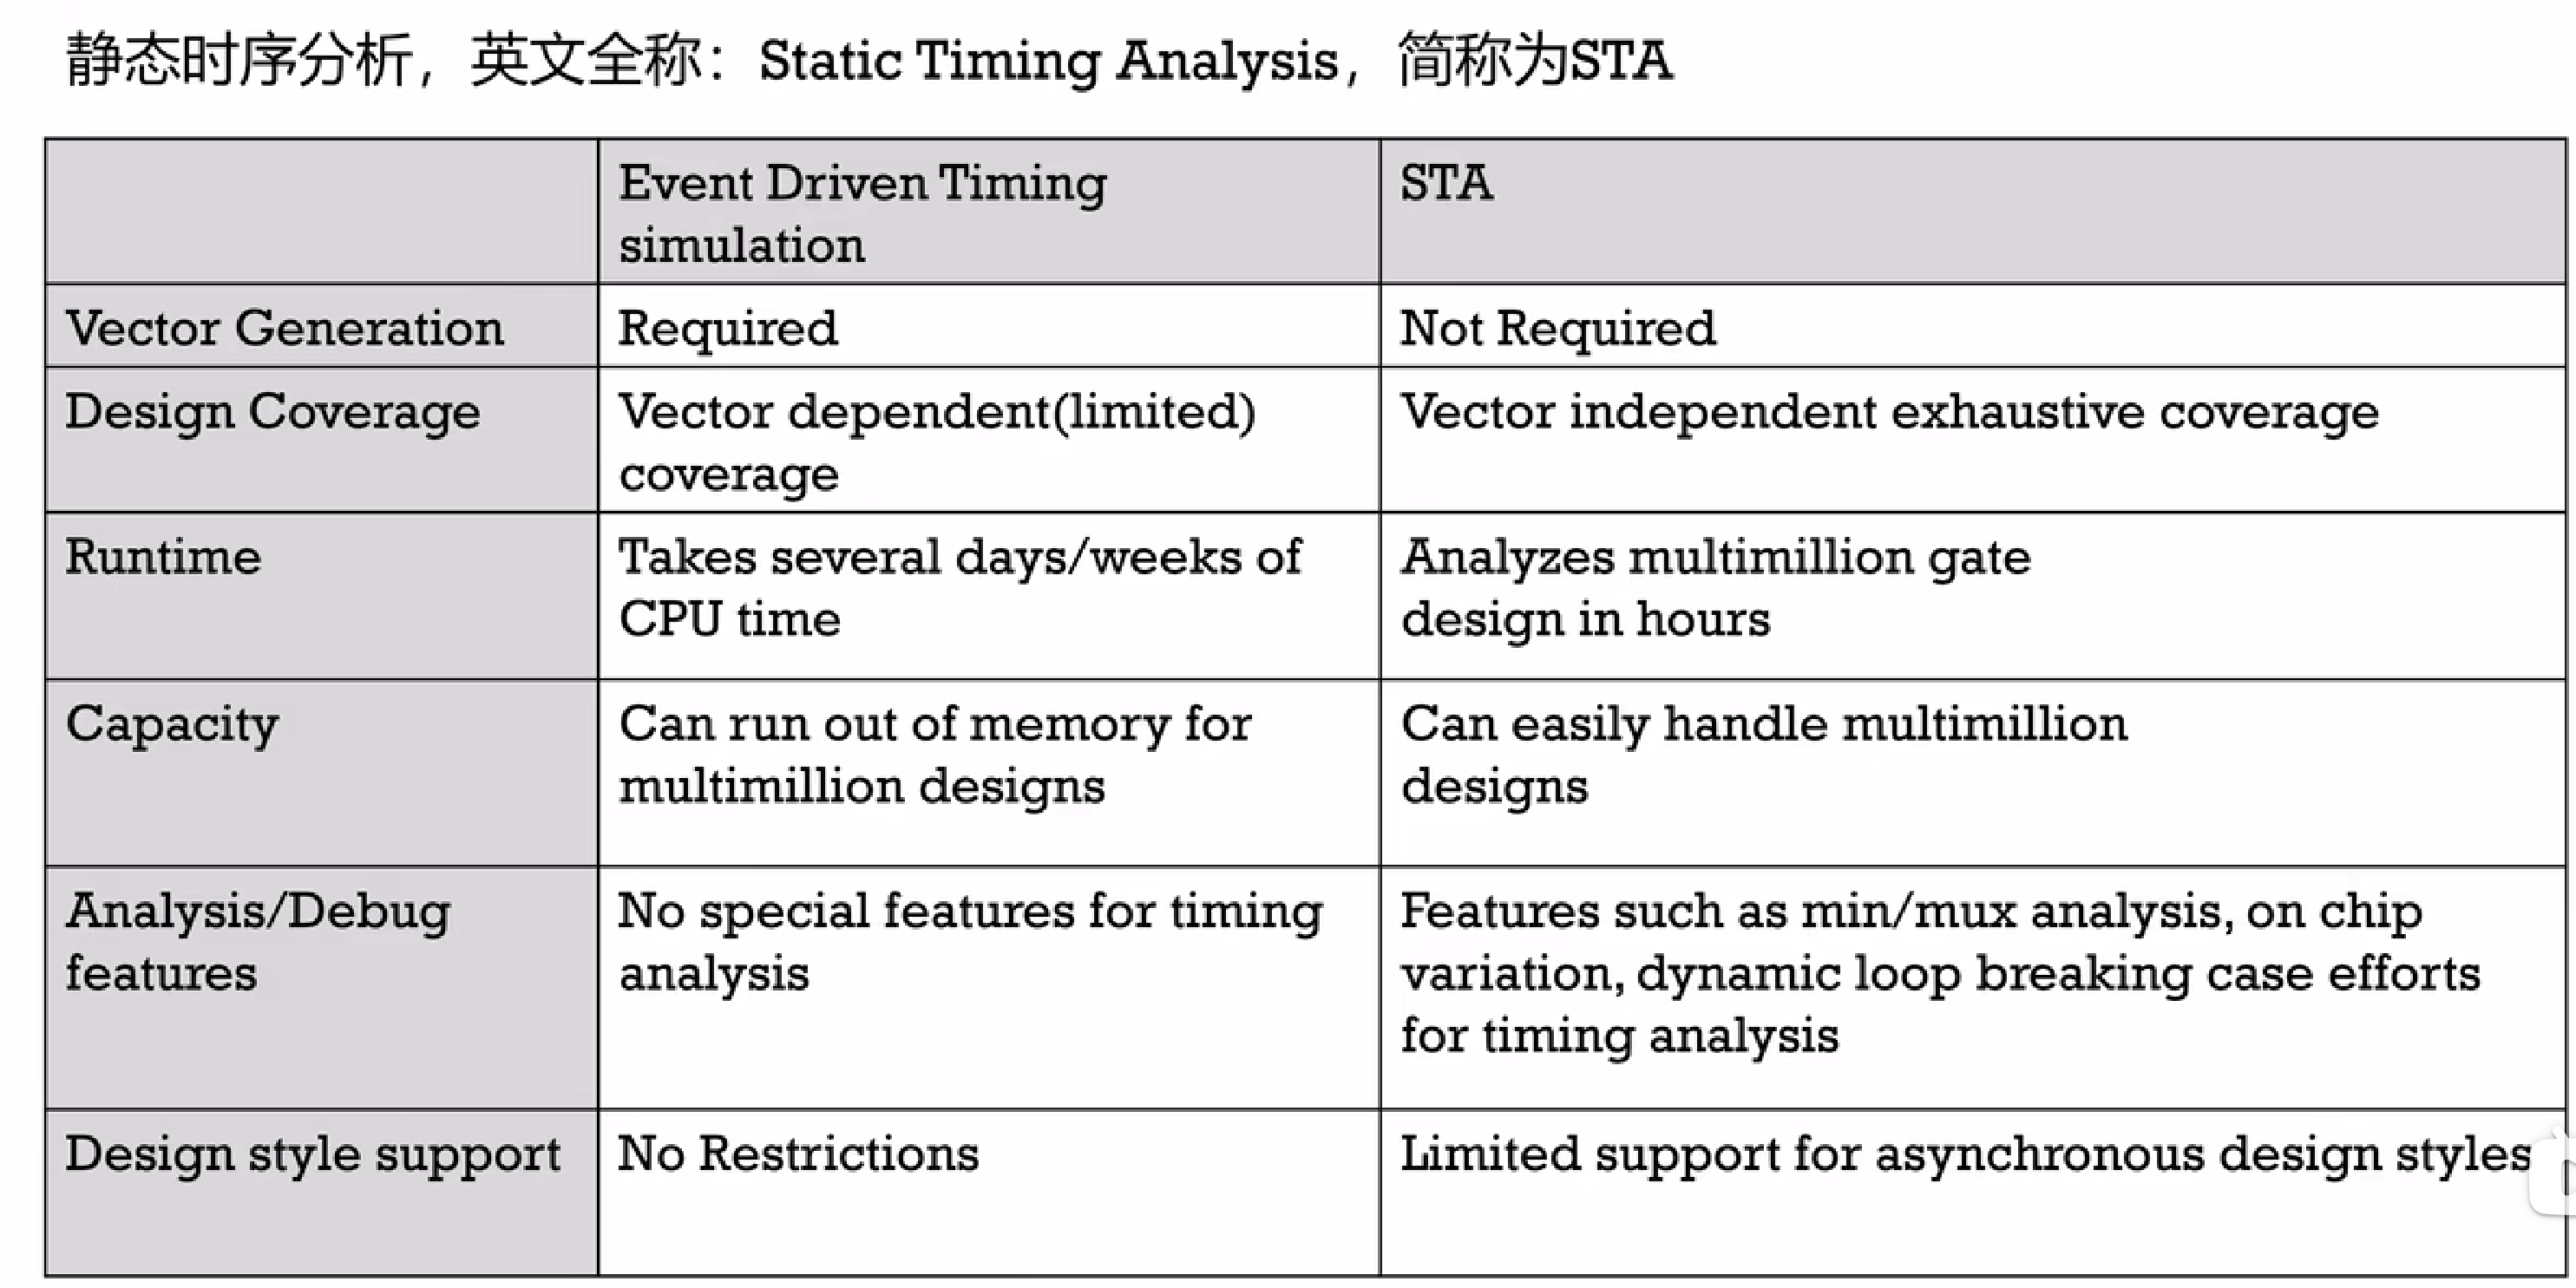 静态时序分析，英文全称：Static Timing Analysis，简称为STA
Event Driven Timing
simulation
STA
Vector Generation
Required
Not Required
Design Coverage
Vector dependent(limited)
coverage
Vector independent exhaustive coverage
Runtime
Takes several days/weeks of
CPU time
Analyzes multimillion gate
design in hours
Capacity
Can run out of memory for
multimillion designs
Can easily handle multimillion
designs
Analysis/Debug
features
No special features for timing
analysis
Features such as min/mux analysis, on chip
variation, dynamic loop breaking case efforts
for timing analysis
Design style support
No Restrictions
Limited support for asynchronous design styles